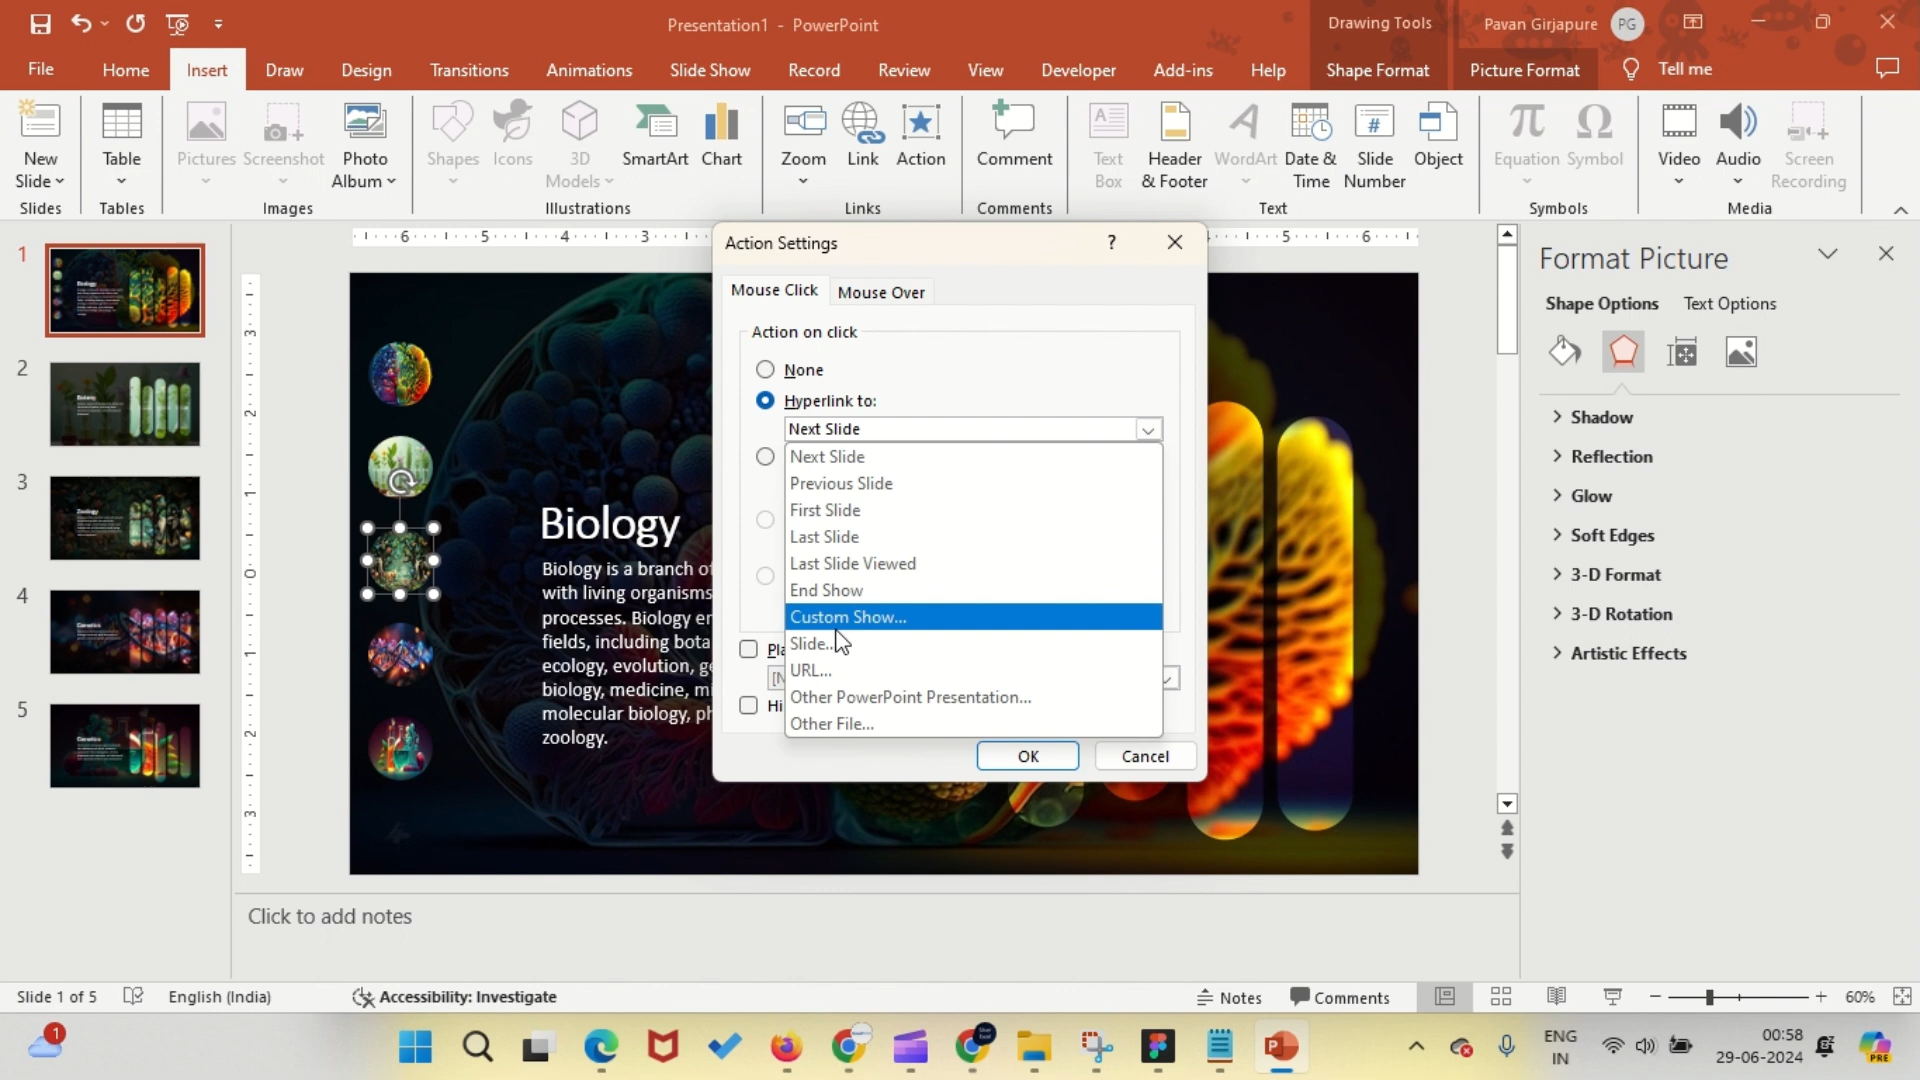 Presentation1 - PowerPoint
Drawing Tools
Pavan Girjapure
PG
File
Home
Insert
Draw
Design
Transitions
Animations
Slide Show
Record
Review
View
Developer
Add-ins
Help
Shape Format
Picture Format
Tell me
New Slide
Table
Pictures
Screenshot
Photo Album
Shapes
Icons
3D Models
SmartArt
Chart
Zoom
Link
Action
Comment
Text Box
Header & Footer
WordArt
Date & Time
Slide Number
Object
Equation
Symbol
Video
Audio
Screen Recording
Slides
Tables
Images
Illustrations
Links
Comments
Text
Symbols
Media
1
2
3
4
5
Action Settings
Mouse Click
Mouse Over
Action on click
None
Hyperlink to:
Next Slide
Next Slide
Previous Slide
First Slide
Last Slide
Last Slide Viewed
End Show
Custom Show...
Slide...
URL...
Other PowerPoint Presentation...
Other File...
OK
Cancel
Biology
Biology is a branch of
with living organisms
processes. Biology
fields, including
ecology, evolution,
biology, medicine,
molecular biology,
zoology.
Format Picture
Shape Options
Text Options
Shadow
Reflection
Glow
Soft Edges
3-D Format
3-D Rotation
Artistic Effects
Click to add notes
Slide 1 of 5
English (India)
Accessibility: Investigate
Notes
Comments
60%
1
ENG
IN
00:58
29-06-2024
PRE